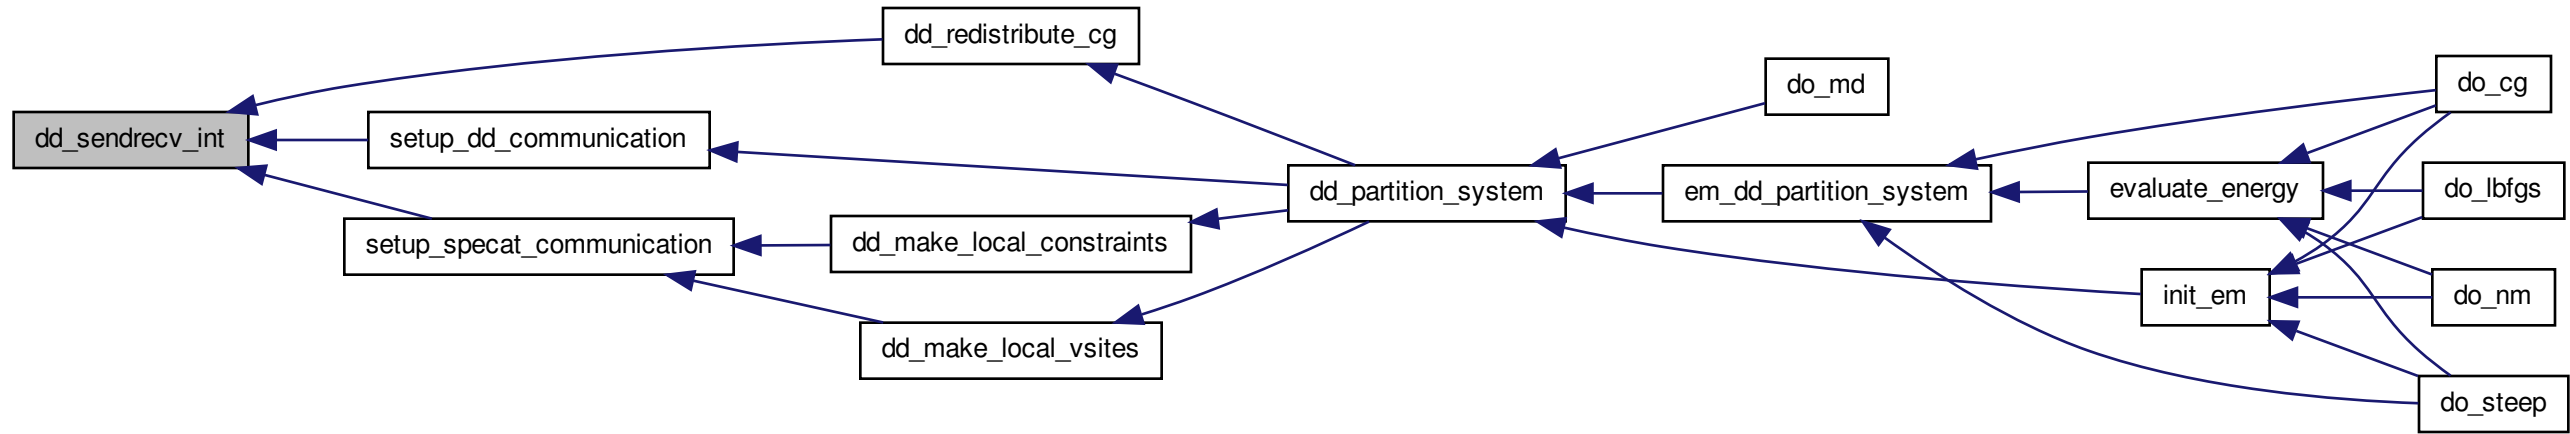 dd_sendrecv_int
dd_redistribute_cg
setup_dd_communication
setup_specat_communication
dd_make_local_constraints
dd_make_local_vsites
dd_partition_system
do_md
em_dd_partition_system
evaluate_energy
init_em
do_cg
do_lbfgs
do_nm
do_steep